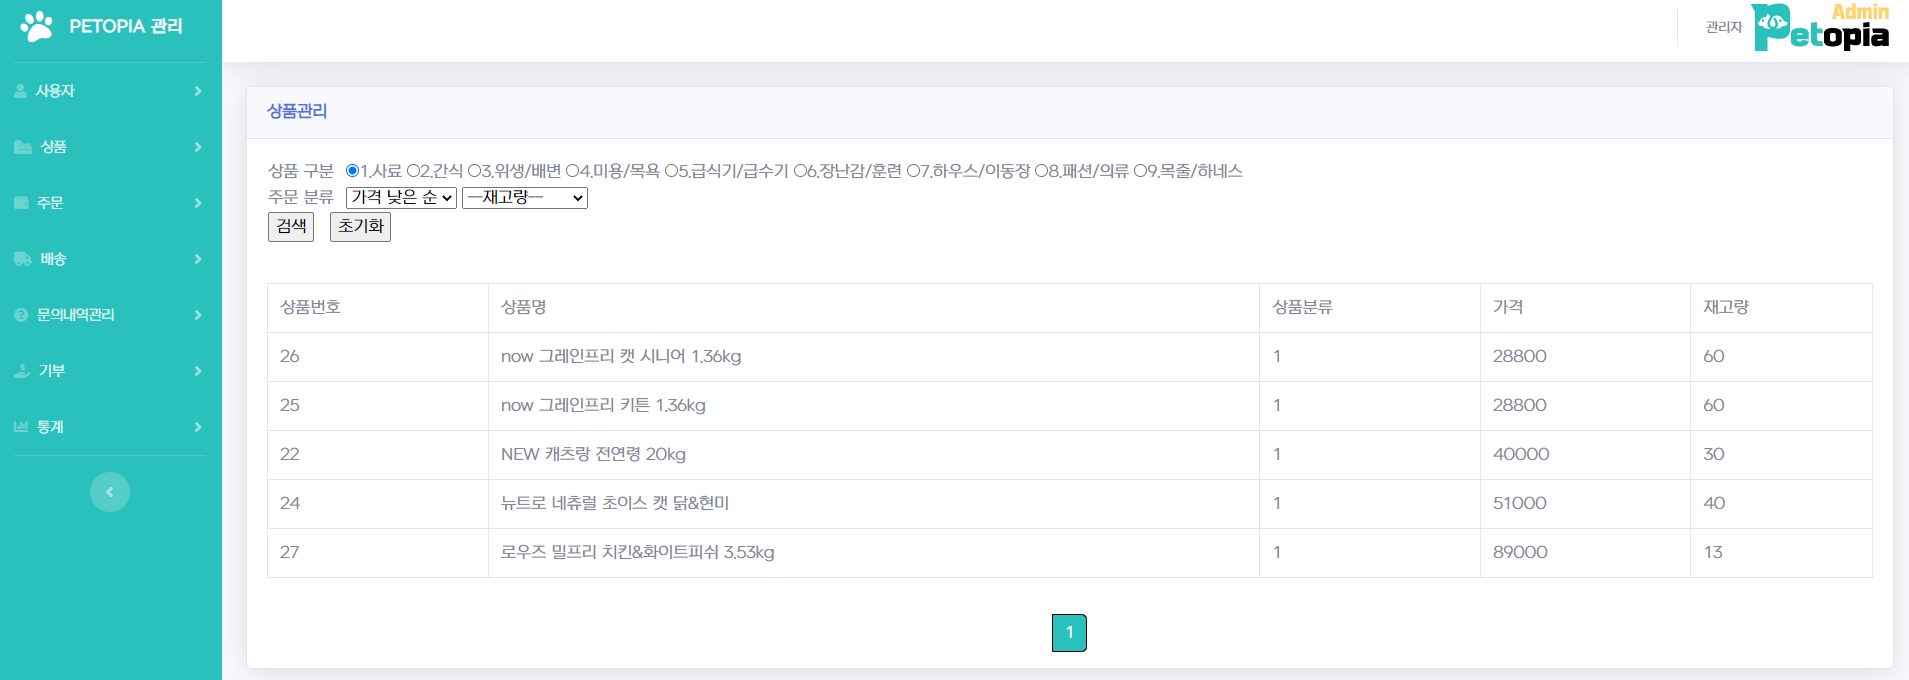 PETOPIA 관리
사용자
상품
주문
배송
문의내역관리
기부
통계
관리자
Petopia Admin
상품관리
상품 구분 1.사료 2.간식 3.위생/배변 4.미용/목욕 5.급식기/급수기 6.장난감/훈련 7.하우스/이동장 8.패션/의류 9.목줄/하네스
주문 분류 가격 낮은 순 --재고량--
검색 초기화
상품번호 상품명 상품분류 가격 재고량
26 now 그레인프리 캣 시니어 1.36kg 1 28800 60
25 now 그레인프리 키튼 1.36kg 1 28800 60
22 NEW 캐츠랑 전연령 20kg 1 40000 30
24 뉴트로 네츄럴 초이스 캣 닭&현미 1 51000 40
27 로우즈 밀프리 치킨&화이트피쉬 3.53kg 1 89000 13
1